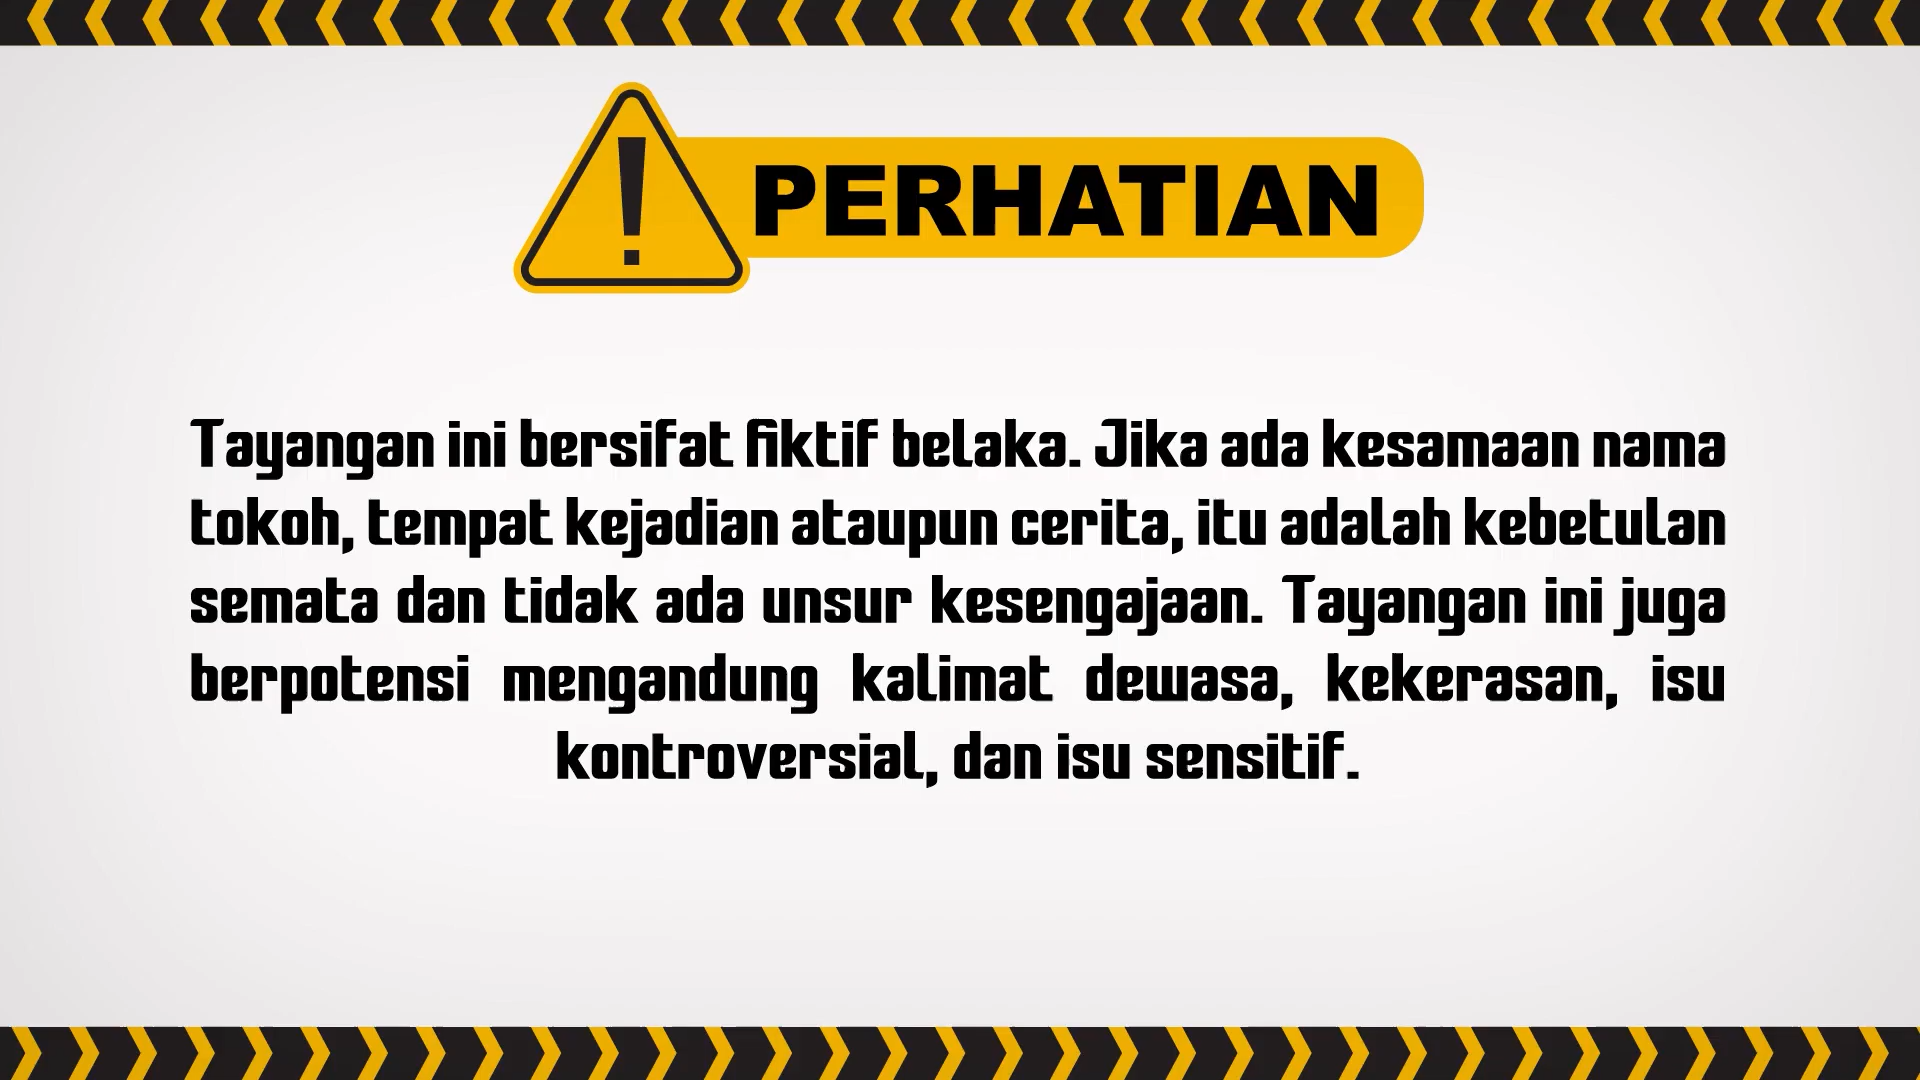 PERHATIAN
Tayangan ini bersifat fiktif belaka. Jika ada kesamaan nama
tokoh, tempat kejadian ataupun cerita, itu adalah kebetulan
semata dan tidak ada unsur kesengajaan. Tayangan ini juga
berpotensi mengandung kalimat dewasa, kekerasan, isu
kontroversial, dan isu sensitif.